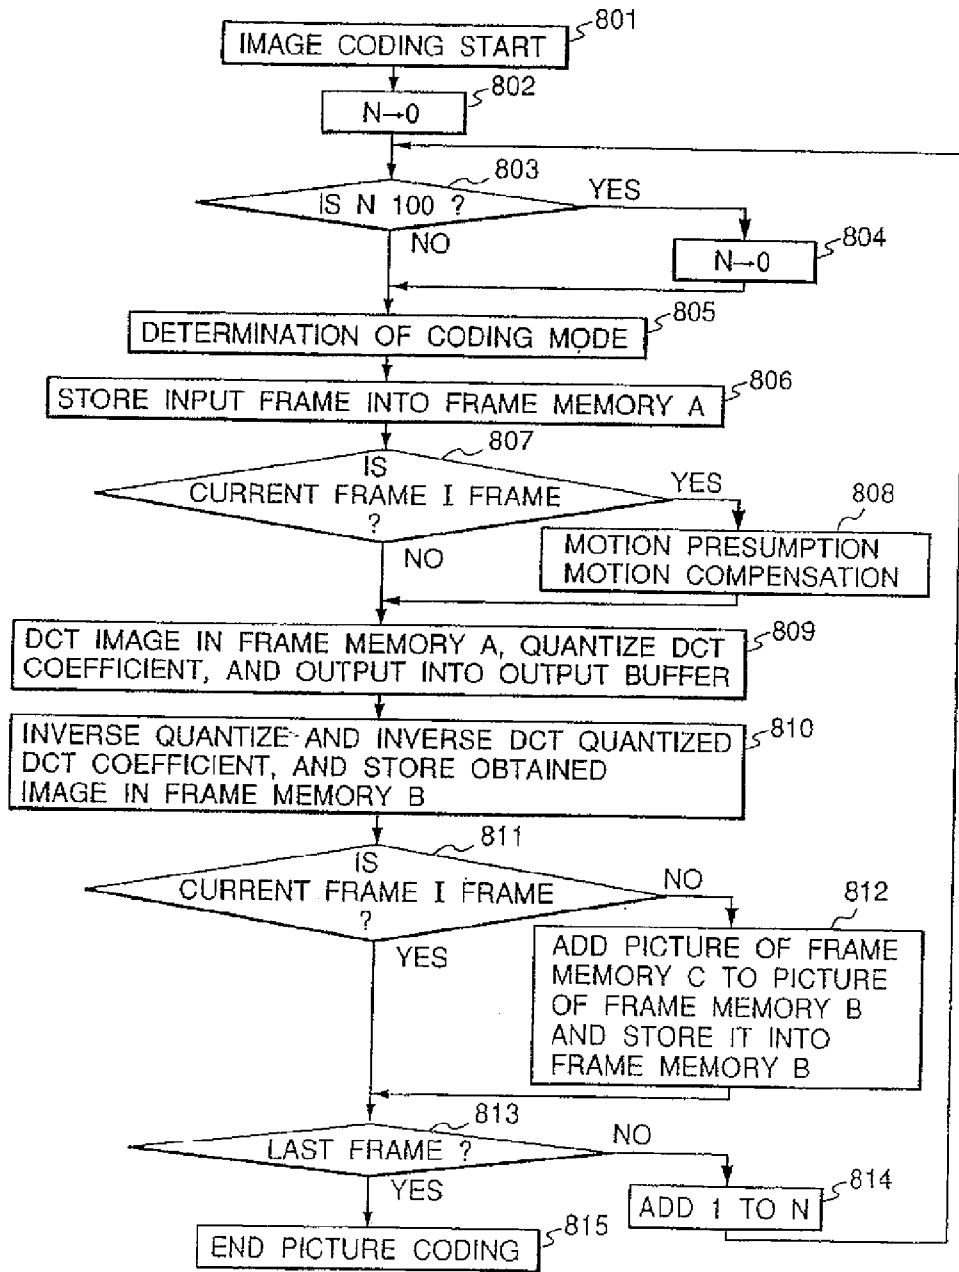 801
IMAGE CODING START
802
N→0
803
IS N 100 ?
YES
NO
804
N→0
805
DETERMINATION OF CODING MODE
806
STORE INPUT FRAME INTO FRAME MEMORY A
807
IS
CURRENT FRAME I FRAME
?
YES
NO
808
MOTION PRESUMPTION
MOTION COMPENSATION
809
DCT IMAGE IN FRAME MEMORY A, QUANTIZE DCT
COEFFICIENT, AND OUTPUT INTO OUTPUT BUFFER
810
INVERSE QUANTIZE AND INVERSE DCT QUANTIZED
DCT COEFFICIENT, AND STORE OBTAINED
IMAGE IN FRAME MEMORY B
811
IS
CURRENT FRAME I FRAME
?
NO
YES
812
ADD PICTURE OF FRAME
MEMORY C TO PICTURE
OF FRAME MEMORY B
AND STORE IT INTO
FRAME MEMORY B
813
LAST FRAME ?
NO
YES
814
ADD 1 TO N
815
END PICTURE CODING